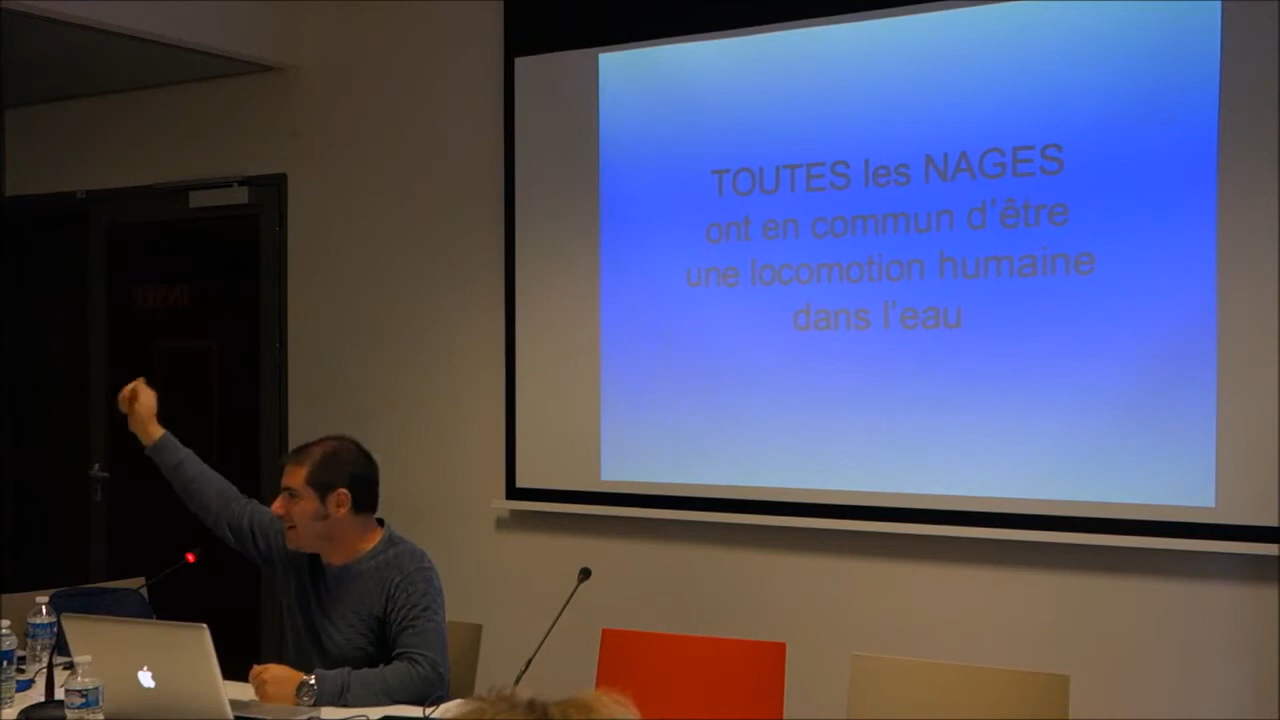 TOUTES les NAGES
ont en commun d'être
une locomotion humaine
dans l'eau